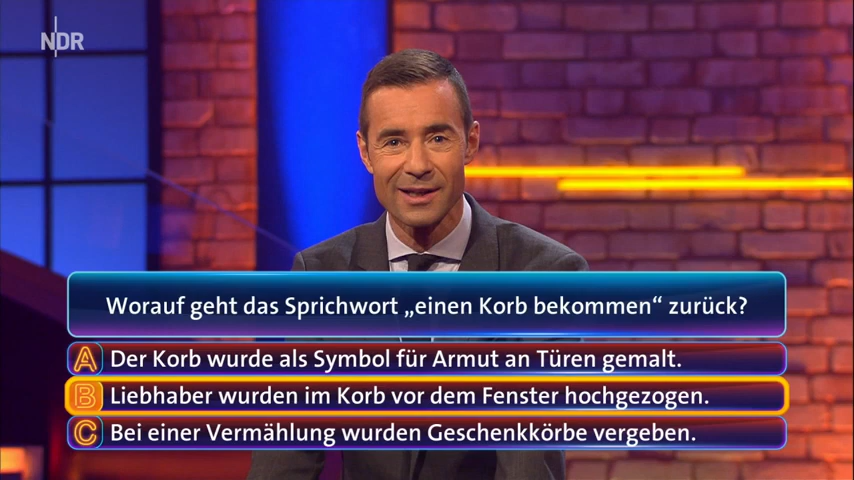 NDR
Worauf geht das Sprichwort „einen Korb bekommen“ zurück?
A Der Korb wurde als Symbol für Armut an Türen gemalt.
B Liebhaber wurden im Korb vor dem Fenster hochgezogen.
C Bei einer Vermählung wurden Geschenkkörbe vergeben.